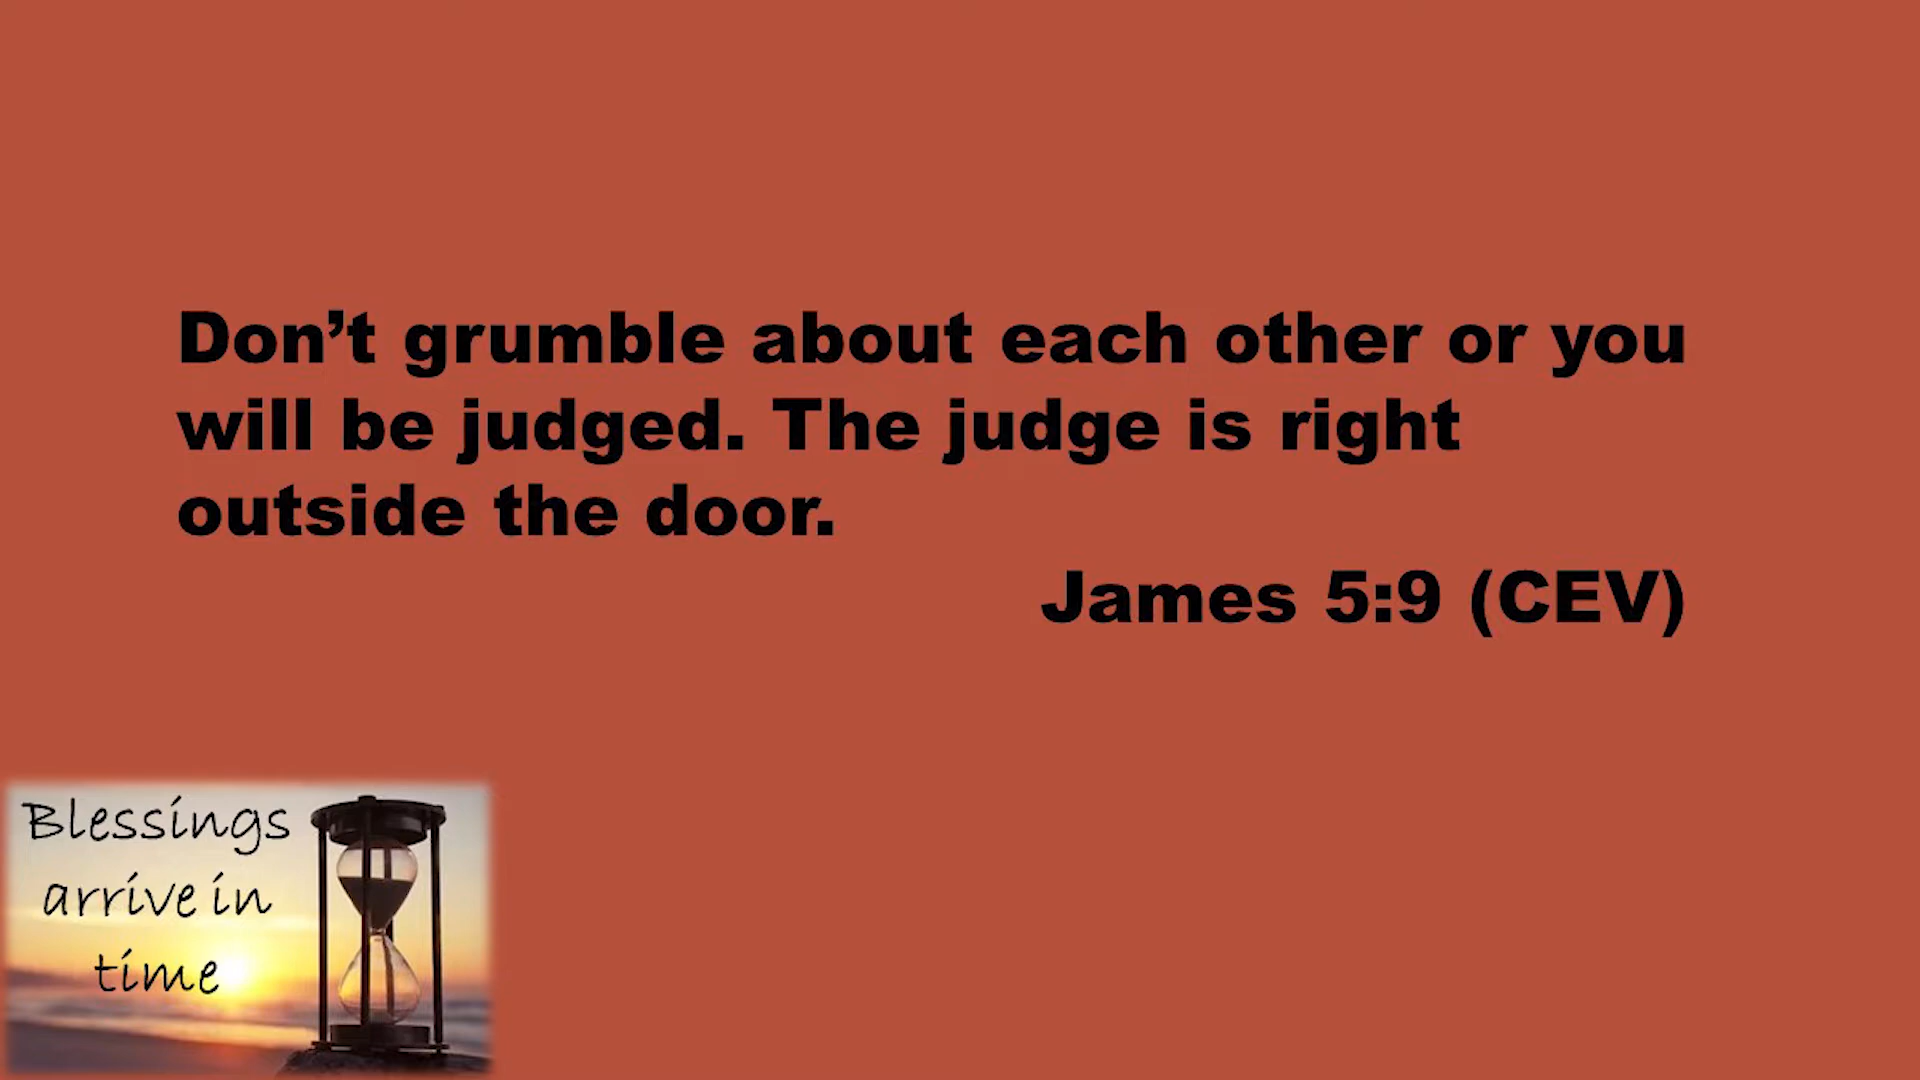 Don’t grumble about each other or you
will be judged. The judge is right
outside the door.
James 5:9 (CEV)
Blessings
arrive in
time